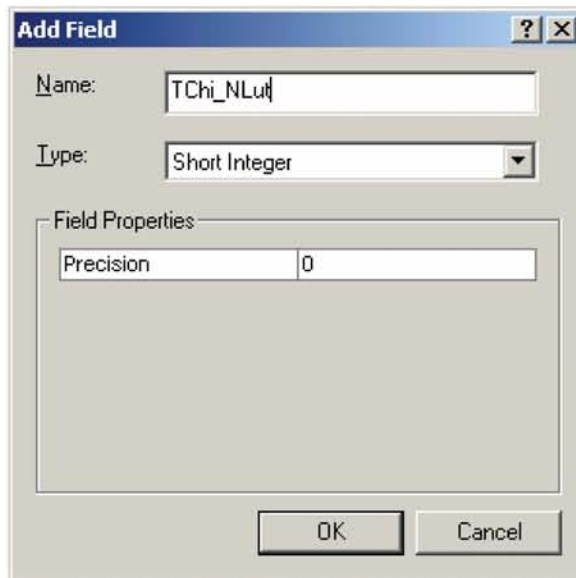 Add Field
Name: TChi_NLut
Type: Short Integer
Field Properties
Precision 0
OK Cancel